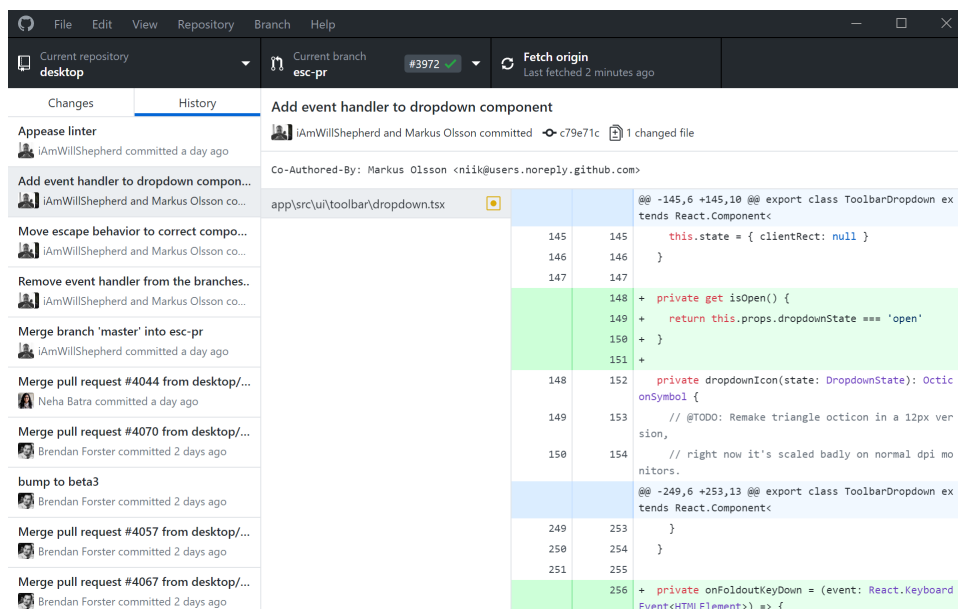 File Edit View Repository Branch Help
Current repository
desktop
Current branch
esc-pr
#3972
Fetch origin
Last fetched 2 minutes ago
Changes
History
Appease linter
iAmWillShepherd committed a day ago
Add event handler to dropdown compon...
iAmWillShepherd and Markus Olsson co...
Move escape behavior to correct compo...
iAmWillShepherd and Markus Olsson co...
Remove event handler from the branches..
iAmWillShepherd and Markus Olsson co...
Merge branch 'master' into esc-pr
iAmWillShepherd committed a day ago
Merge pull request #4044 from desktop/...
Neha Batra committed a day ago
Merge pull request #4070 from desktop/...
Brendan Forster committed 2 days ago
bump to beta3
Brendan Forster committed 2 days ago
Merge pull request #4057 from desktop/...
Brendan Forster committed 2 days ago
Merge pull request #4067 from desktop/...
Brendan Forster committed 2 days ago
Add event handler to dropdown component
iAmWillShepherd and Markus Olsson committed c79e71c 1 changed file
Co-Authored-By: Markus Olsson <niik@users.noreply.github.com>
app\src\ui\toolbar\dropdown.tsx
@@ -145,6 +145,10 @@ export class ToolbarDropdown ex
tends React.Component<
145 145 this.state = { clientRect: null }
146 146 }
147 147
148 + private get isOpen() {
149 + return this.props.dropdownState === 'open'
150 + }
151 +
148 152 private dropdownIcon(state: DropdownState): Octic
onSymbol {
149 153 // @TODO: Remake triangle octicon in a 12px ver
sion,
150 154 // right now it's scaled badly on normal dpi mo
nitors.
@@ -249,6 +253,13 @@ export class ToolbarDropdown ex
tends React.Component<
249 253 }
250 254 }
251 255
256 + private onFoldoutKeyDown = (event: React.Keyboard
Event<HTMLElement>) => {